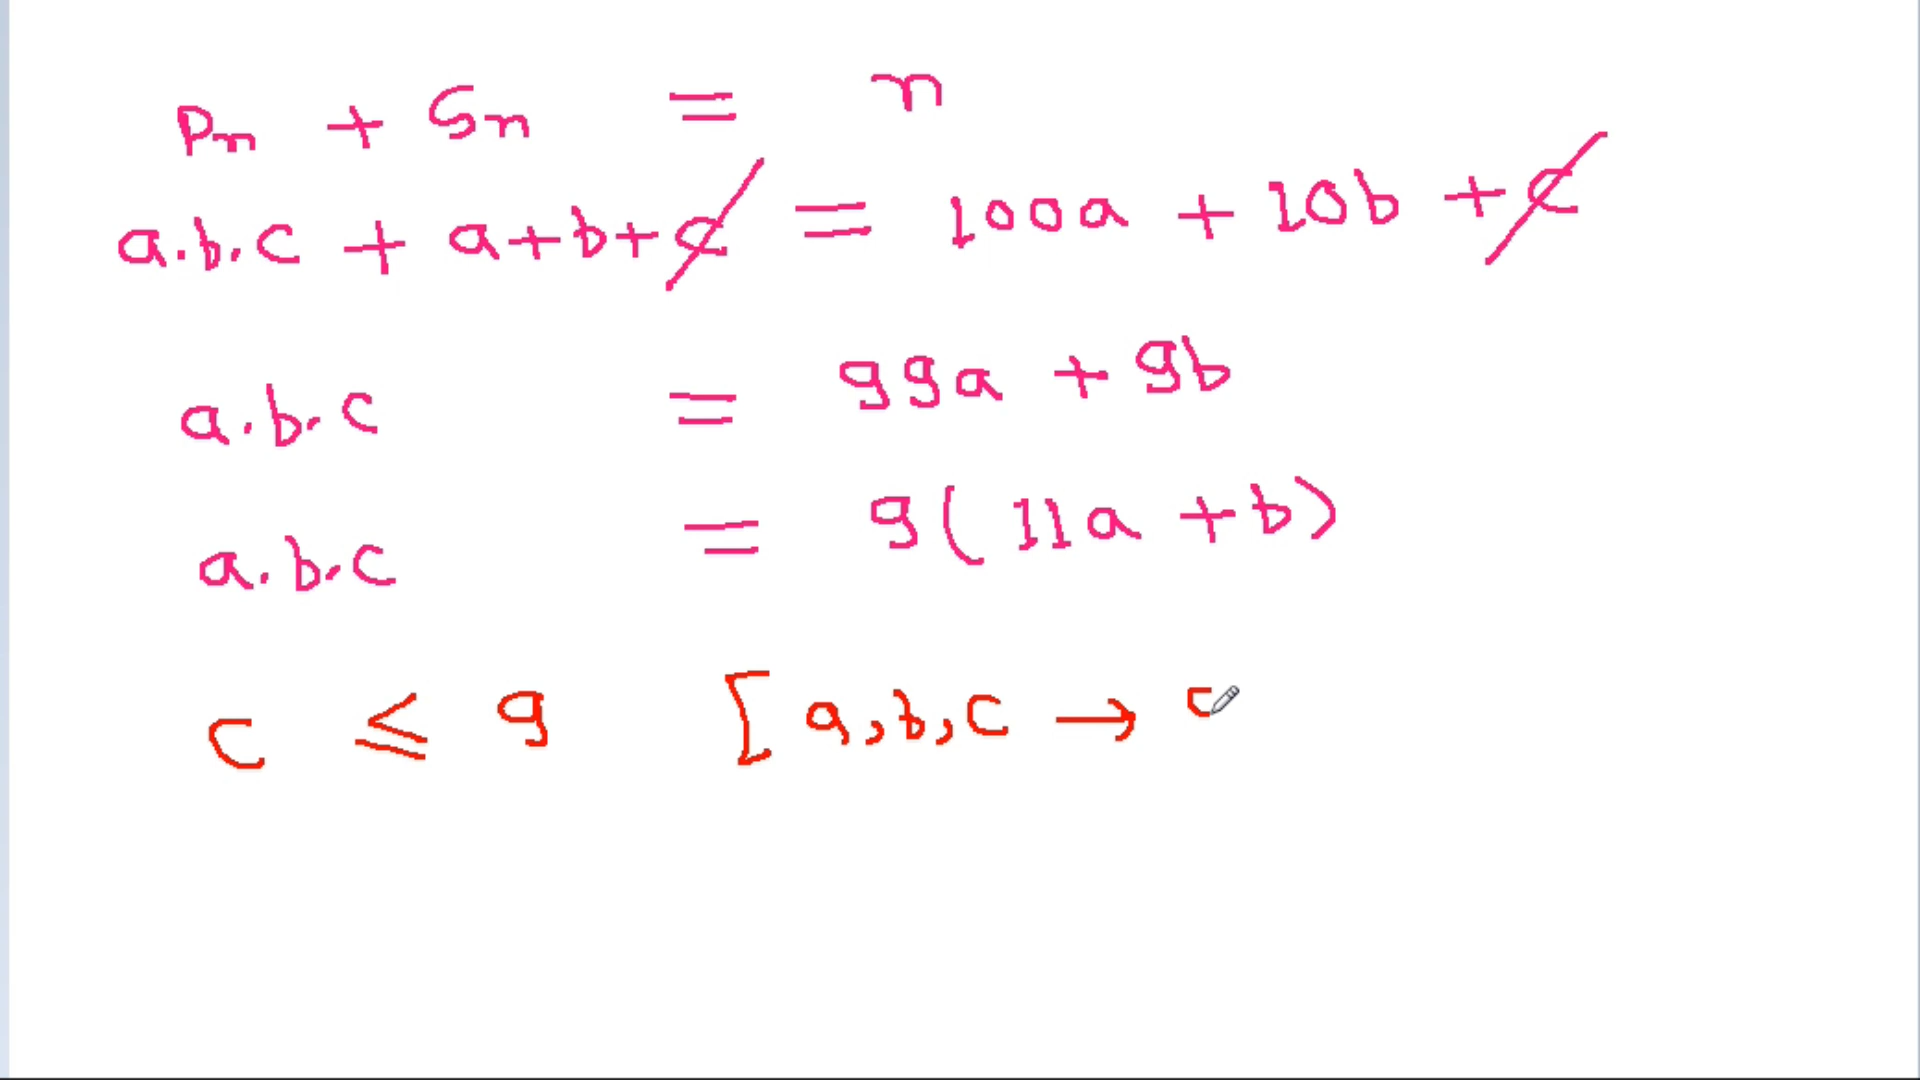 Pn + Sn = n
a.b.c + a+b+c = 100a + 10b + c
a.b.c = 99a + 9b
a.b.c = 9(11a + b)
c ≤ 9 [a,b,c →